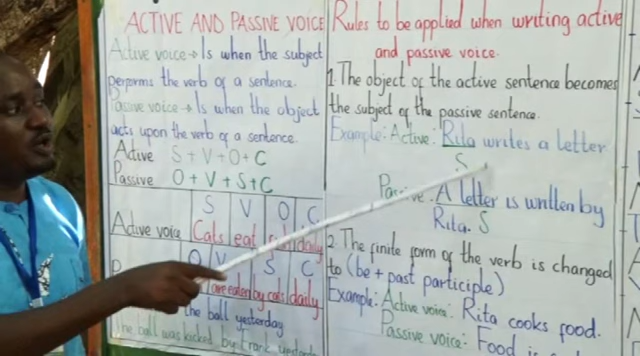 ACTIVE AND PASSIVE VOICE
Active voice → Is when the subject
performs the verb of a sentence.
Passive voice → Is when the object
acts upon the verb of a sentence.
Active S + V + O + C
Passive O + V + S + C
S V O C
Active voice Cats eat daily
O V S C
are eaten by cats daily
the ball yesterday
The ball was kicked by Frank
Rules to be applied when writing active
and passive voice.
1. The object of the active sentence becomes
the subject of the passive sentence.
Example: Active: Rita writes a letter
S
A letter is written by
Rita. S
2. The finite form of the verb is changed
to (be + past participle)
Example: Active voice: Rita cooks food.
Passive voice: Food is